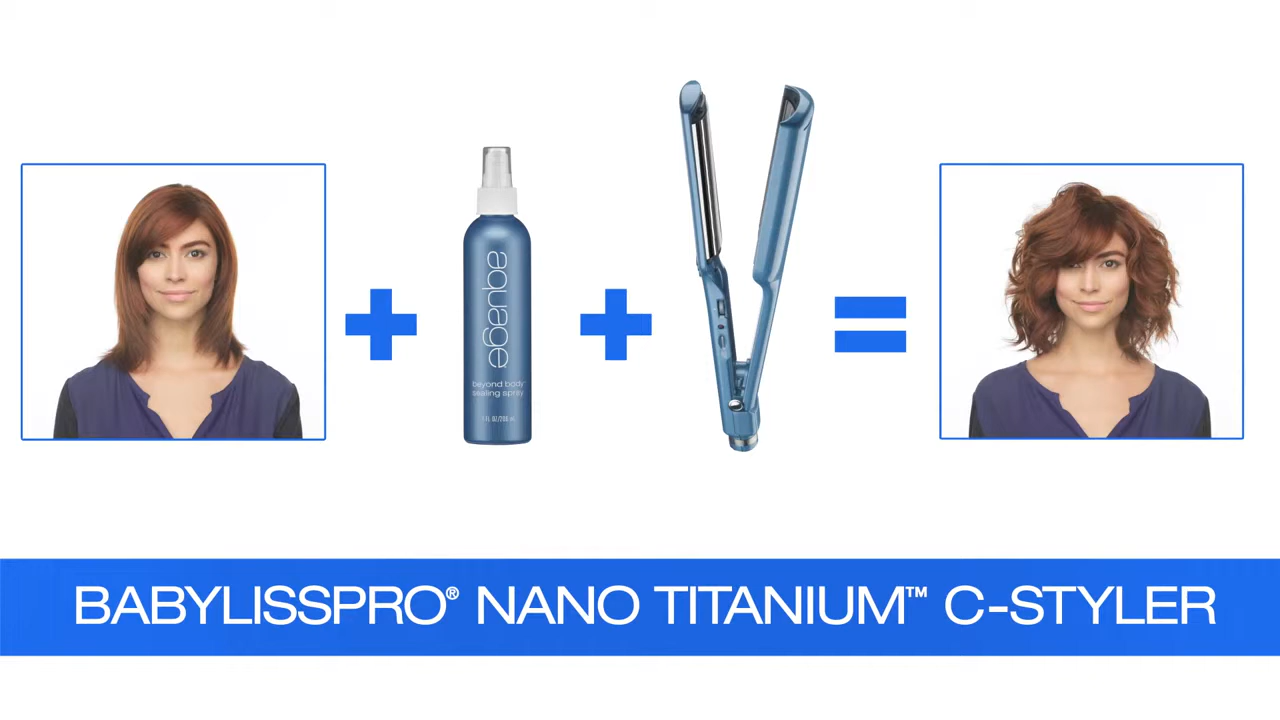 aquage
beyond body
sealing spray
BABYLISSPRO® NANO TITANIUM™ C-STYLER